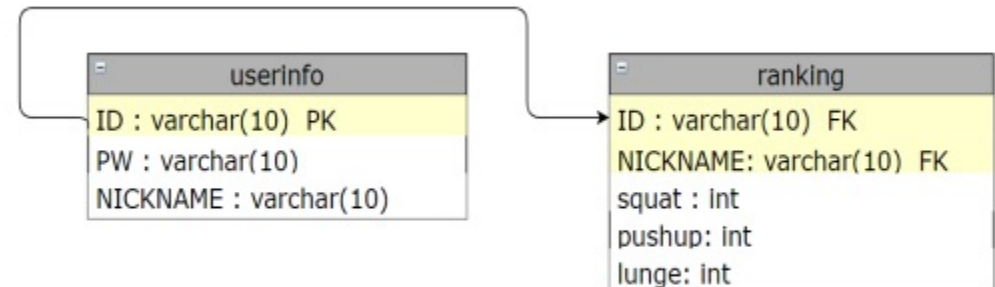 userinfo
ID : varchar(10) PK
PW : varchar(10)
NICKNAME : varchar(10)
ranking
ID : varchar(10) FK
NICKNAME: varchar(10) FK
squat : int
pushup: int
lunge: int